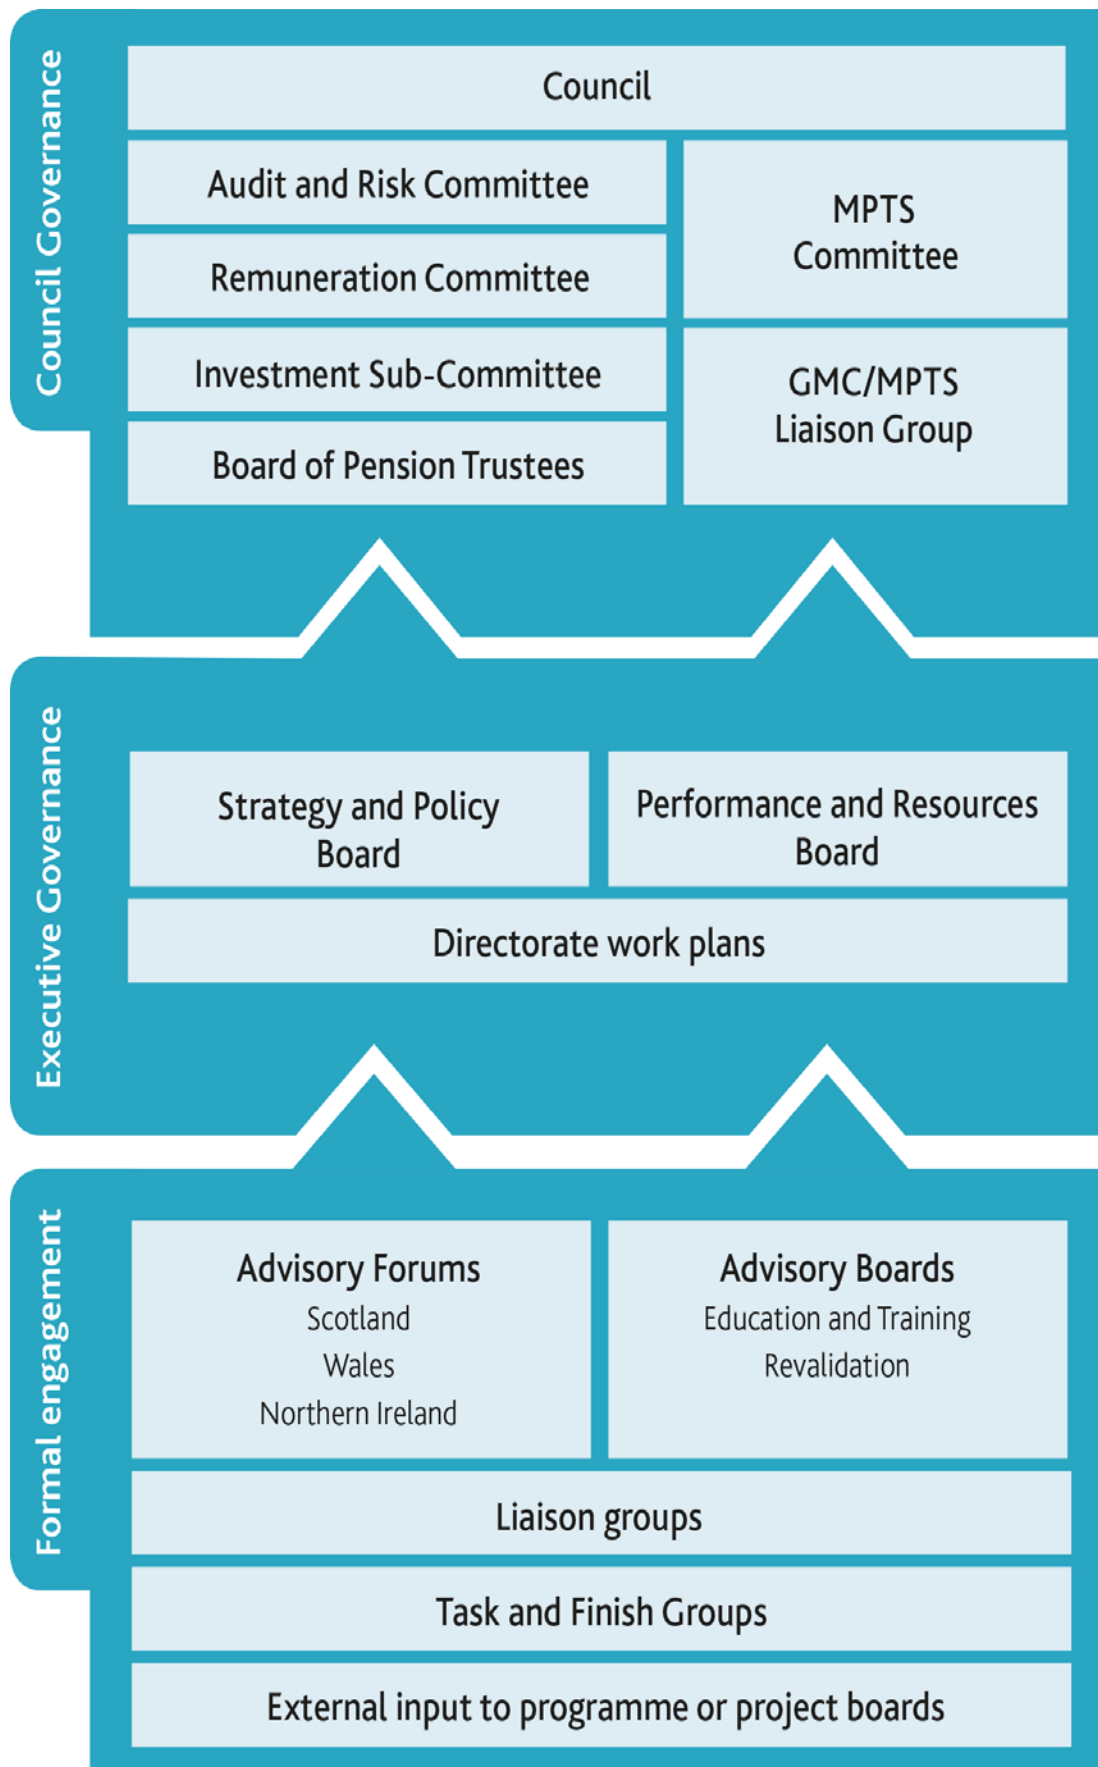 Council Governance
Council
Audit and Risk Committee
Remuneration Committee
Investment Sub-Committee
Board of Pension Trustees
MPTS
Committee
GMC/MPTS
Liaison Group
Executive Governance
Strategy and Policy
Board
Performance and Resources
Board
Directorate work plans
Formal engagement
Advisory Forums
Scotland
Wales
Northern Ireland
Advisory Boards
Education and Training
Revalidation
Liaison groups
Task and Finish Groups
External input to programme or project boards